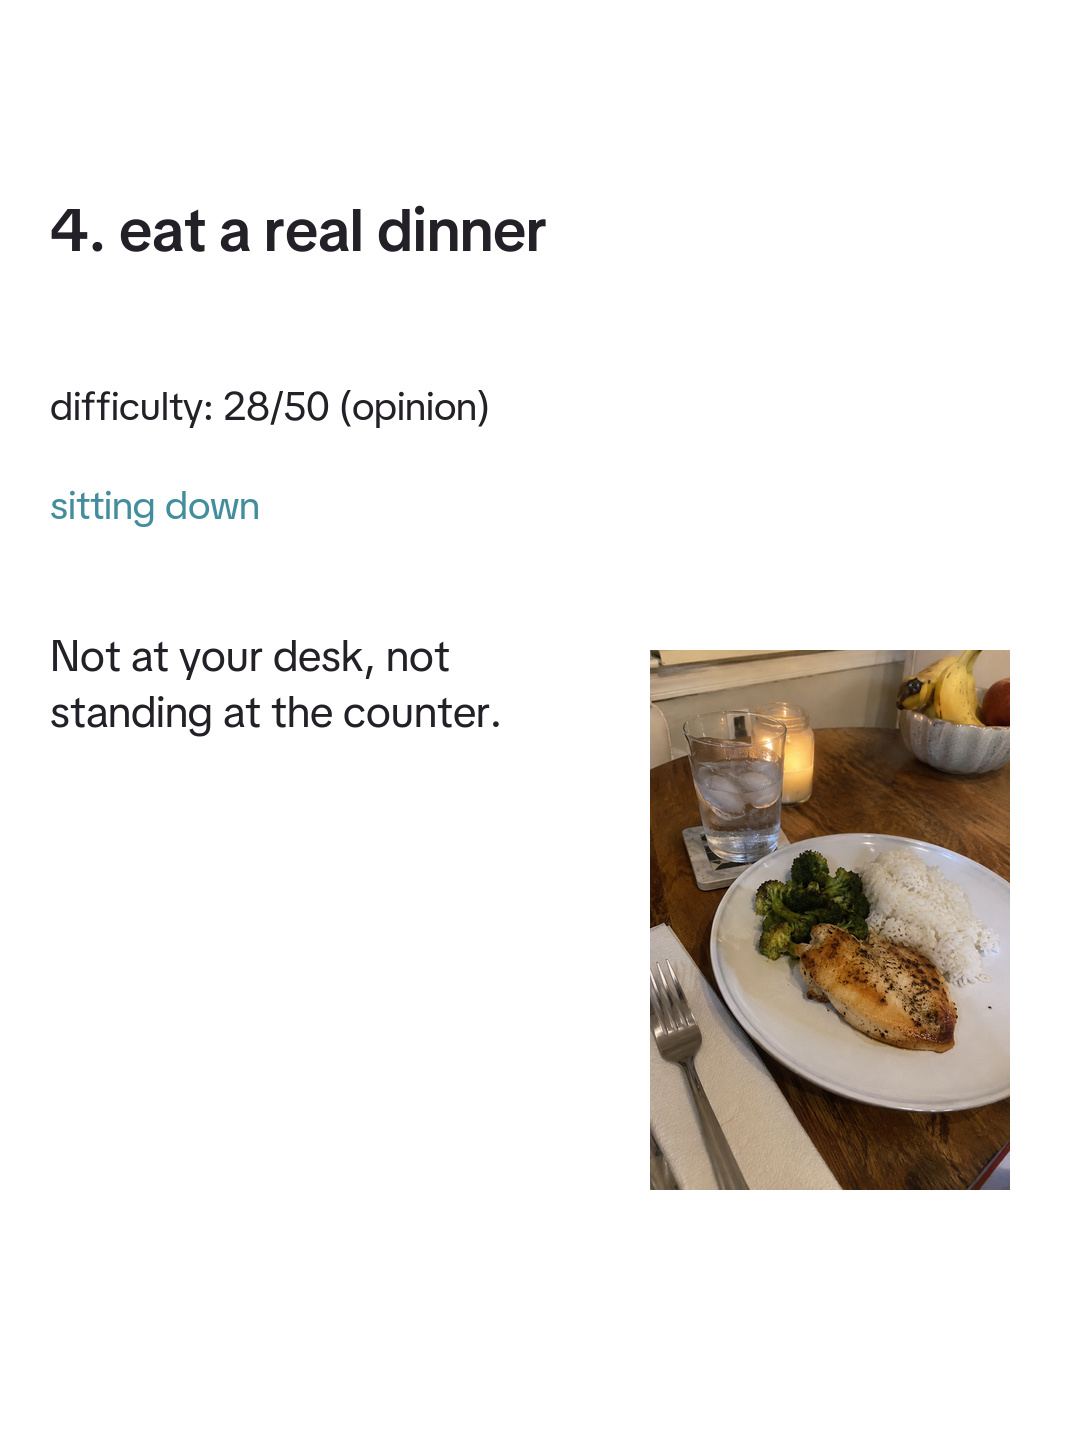 4. eat a real dinner
difficulty: 28/50 (opinion)
sitting down
Not at your desk, not
standing at the counter.